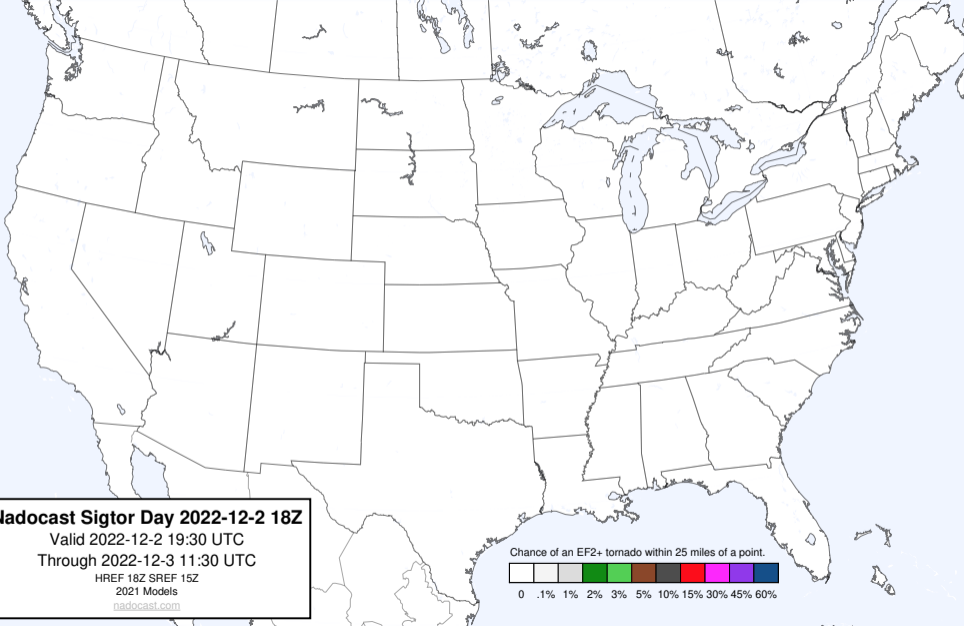 Nadocast Sigtor Day 2022-12-2 18Z
Valid 2022-12-2 19:30 UTC
Through 2022-12-3 11:30 UTC
HREF 18Z SREF 15Z
2021 Models
nadocast.com
Chance of an EF2+ tornado within 25 miles of a point.
0 .1% 1% 2% 3% 5% 10% 15% 30% 45% 60%